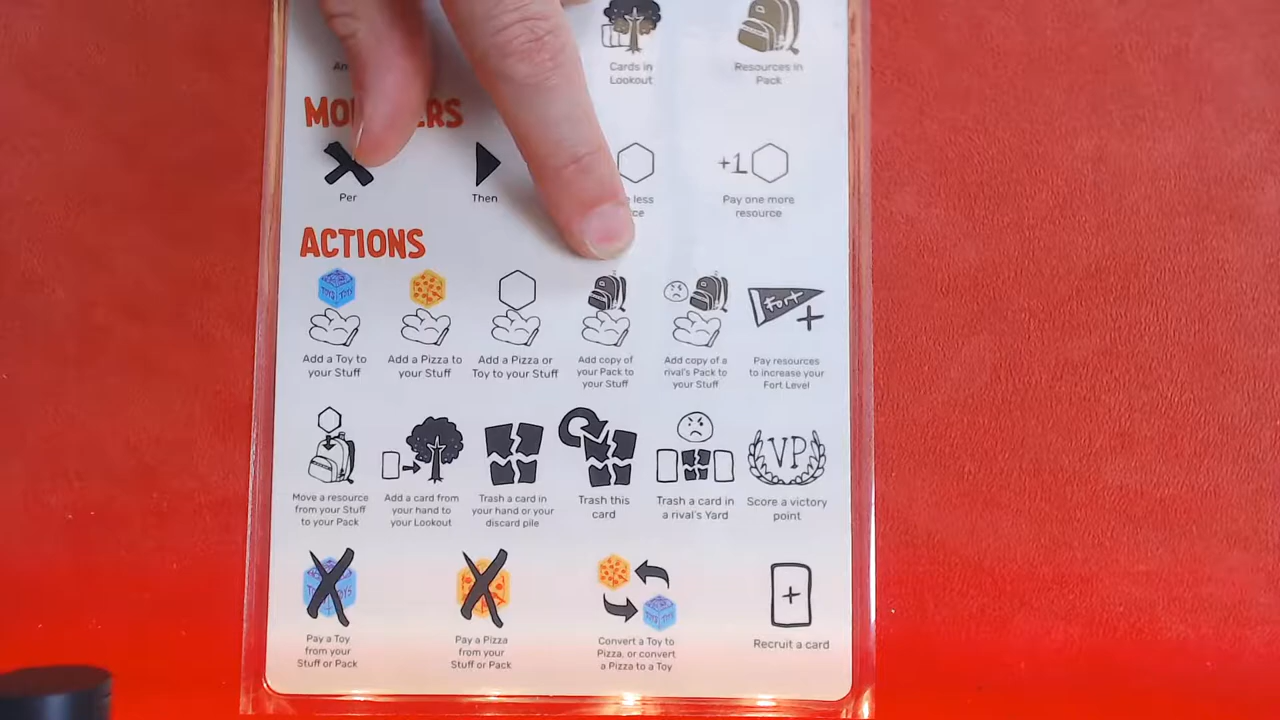 Cards in
Lookout
Resources in
Pack
Per
Then
less
+1
Pay one more
resource
ACTIONS
Add a Toy to
your Stuff
Add a Pizza to
your Stuff
Add a Pizza or
Toy to your Stuff
Add copy of
your Pack to
your Stuff
Add copy of a
rival's Pack to
your Stuff
Fort
Pay resources
to increase your
Fort Level
Move a resource
from your Stuff
to your Pack
Add a card from
your hand to
your Lookout
Trash a card in
your hand or your
discard pile
Trash this
card
Trash a card in
a rival's Yard
VP
Score a victory
point
Pay a Toy
from your
Stuff or Pack
Pay a Pizza
from your
Stuff or Pack
Convert a Toy to
Pizza, or convert
a Pizza to a Toy
Recruit a card